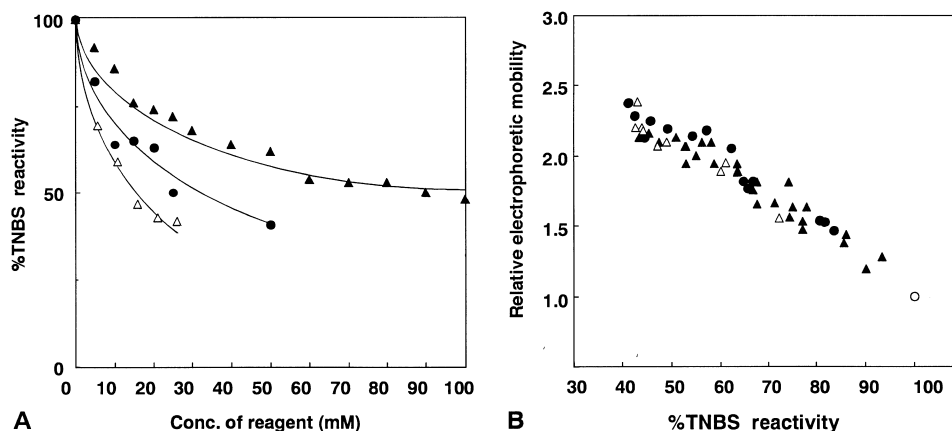 100
50
0
%TNBS reactivity
0 10 20 30 40 50 60 70 80 90 100
Conc. of reagent (mM)
A
3.0
2.5
2.0
1.5
1.0
Relative electrophoretic mobility
30 40 50 60 70 80 90 100
%TNBS reactivity
B